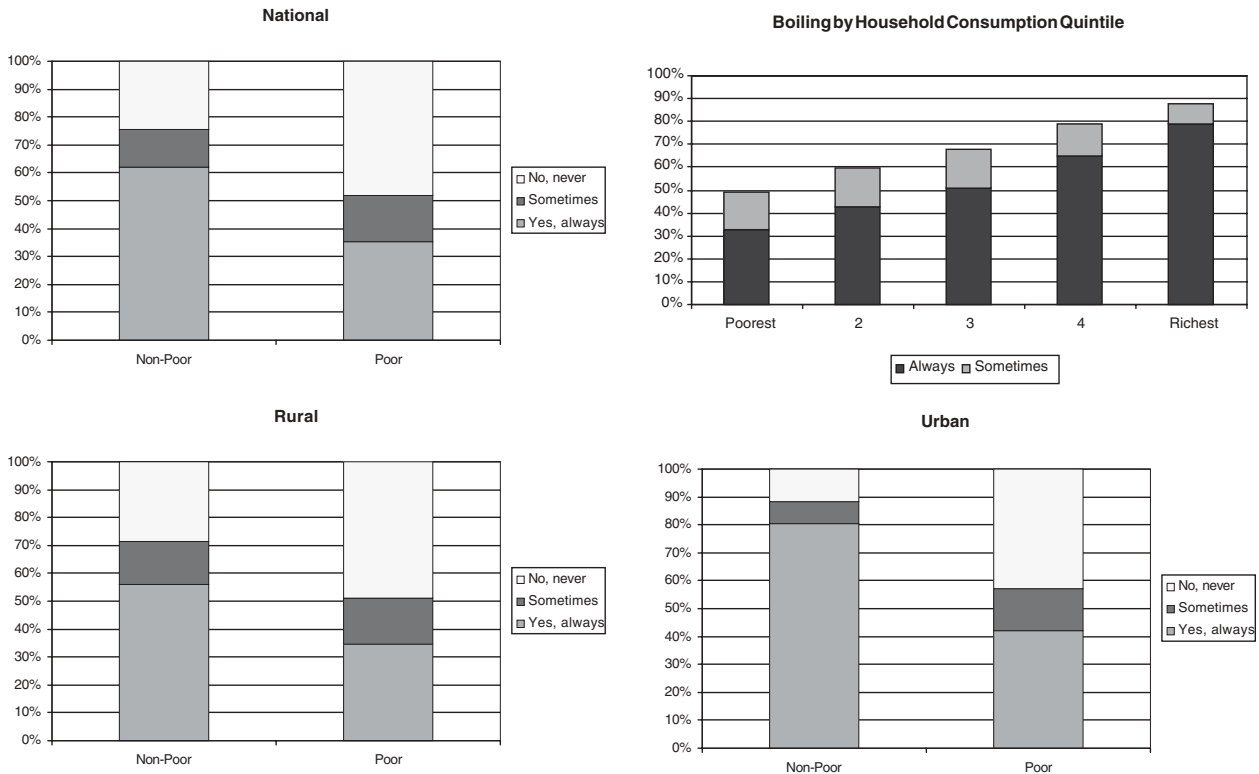 National
100%
90%
80%
70%
60%
50%
40%
30%
20%
10%
0%
Non-Poor
Poor
No, never
Sometimes
Yes, always
Boiling by Household Consumption Quintile
100%
90%
80%
70%
60%
50%
40%
30%
20%
10%
0%
Poorest
2
3
4
Richest
Always
Sometimes
Rural
100%
90%
80%
70%
60%
50%
40%
30%
20%
10%
0%
Non-Poor
Poor
No, never
Sometimes
Yes, always
Urban
100%
90%
80%
70%
60%
50%
40%
30%
20%
10%
0%
Non-Poor
Poor
No, never
Sometimes
Yes, always